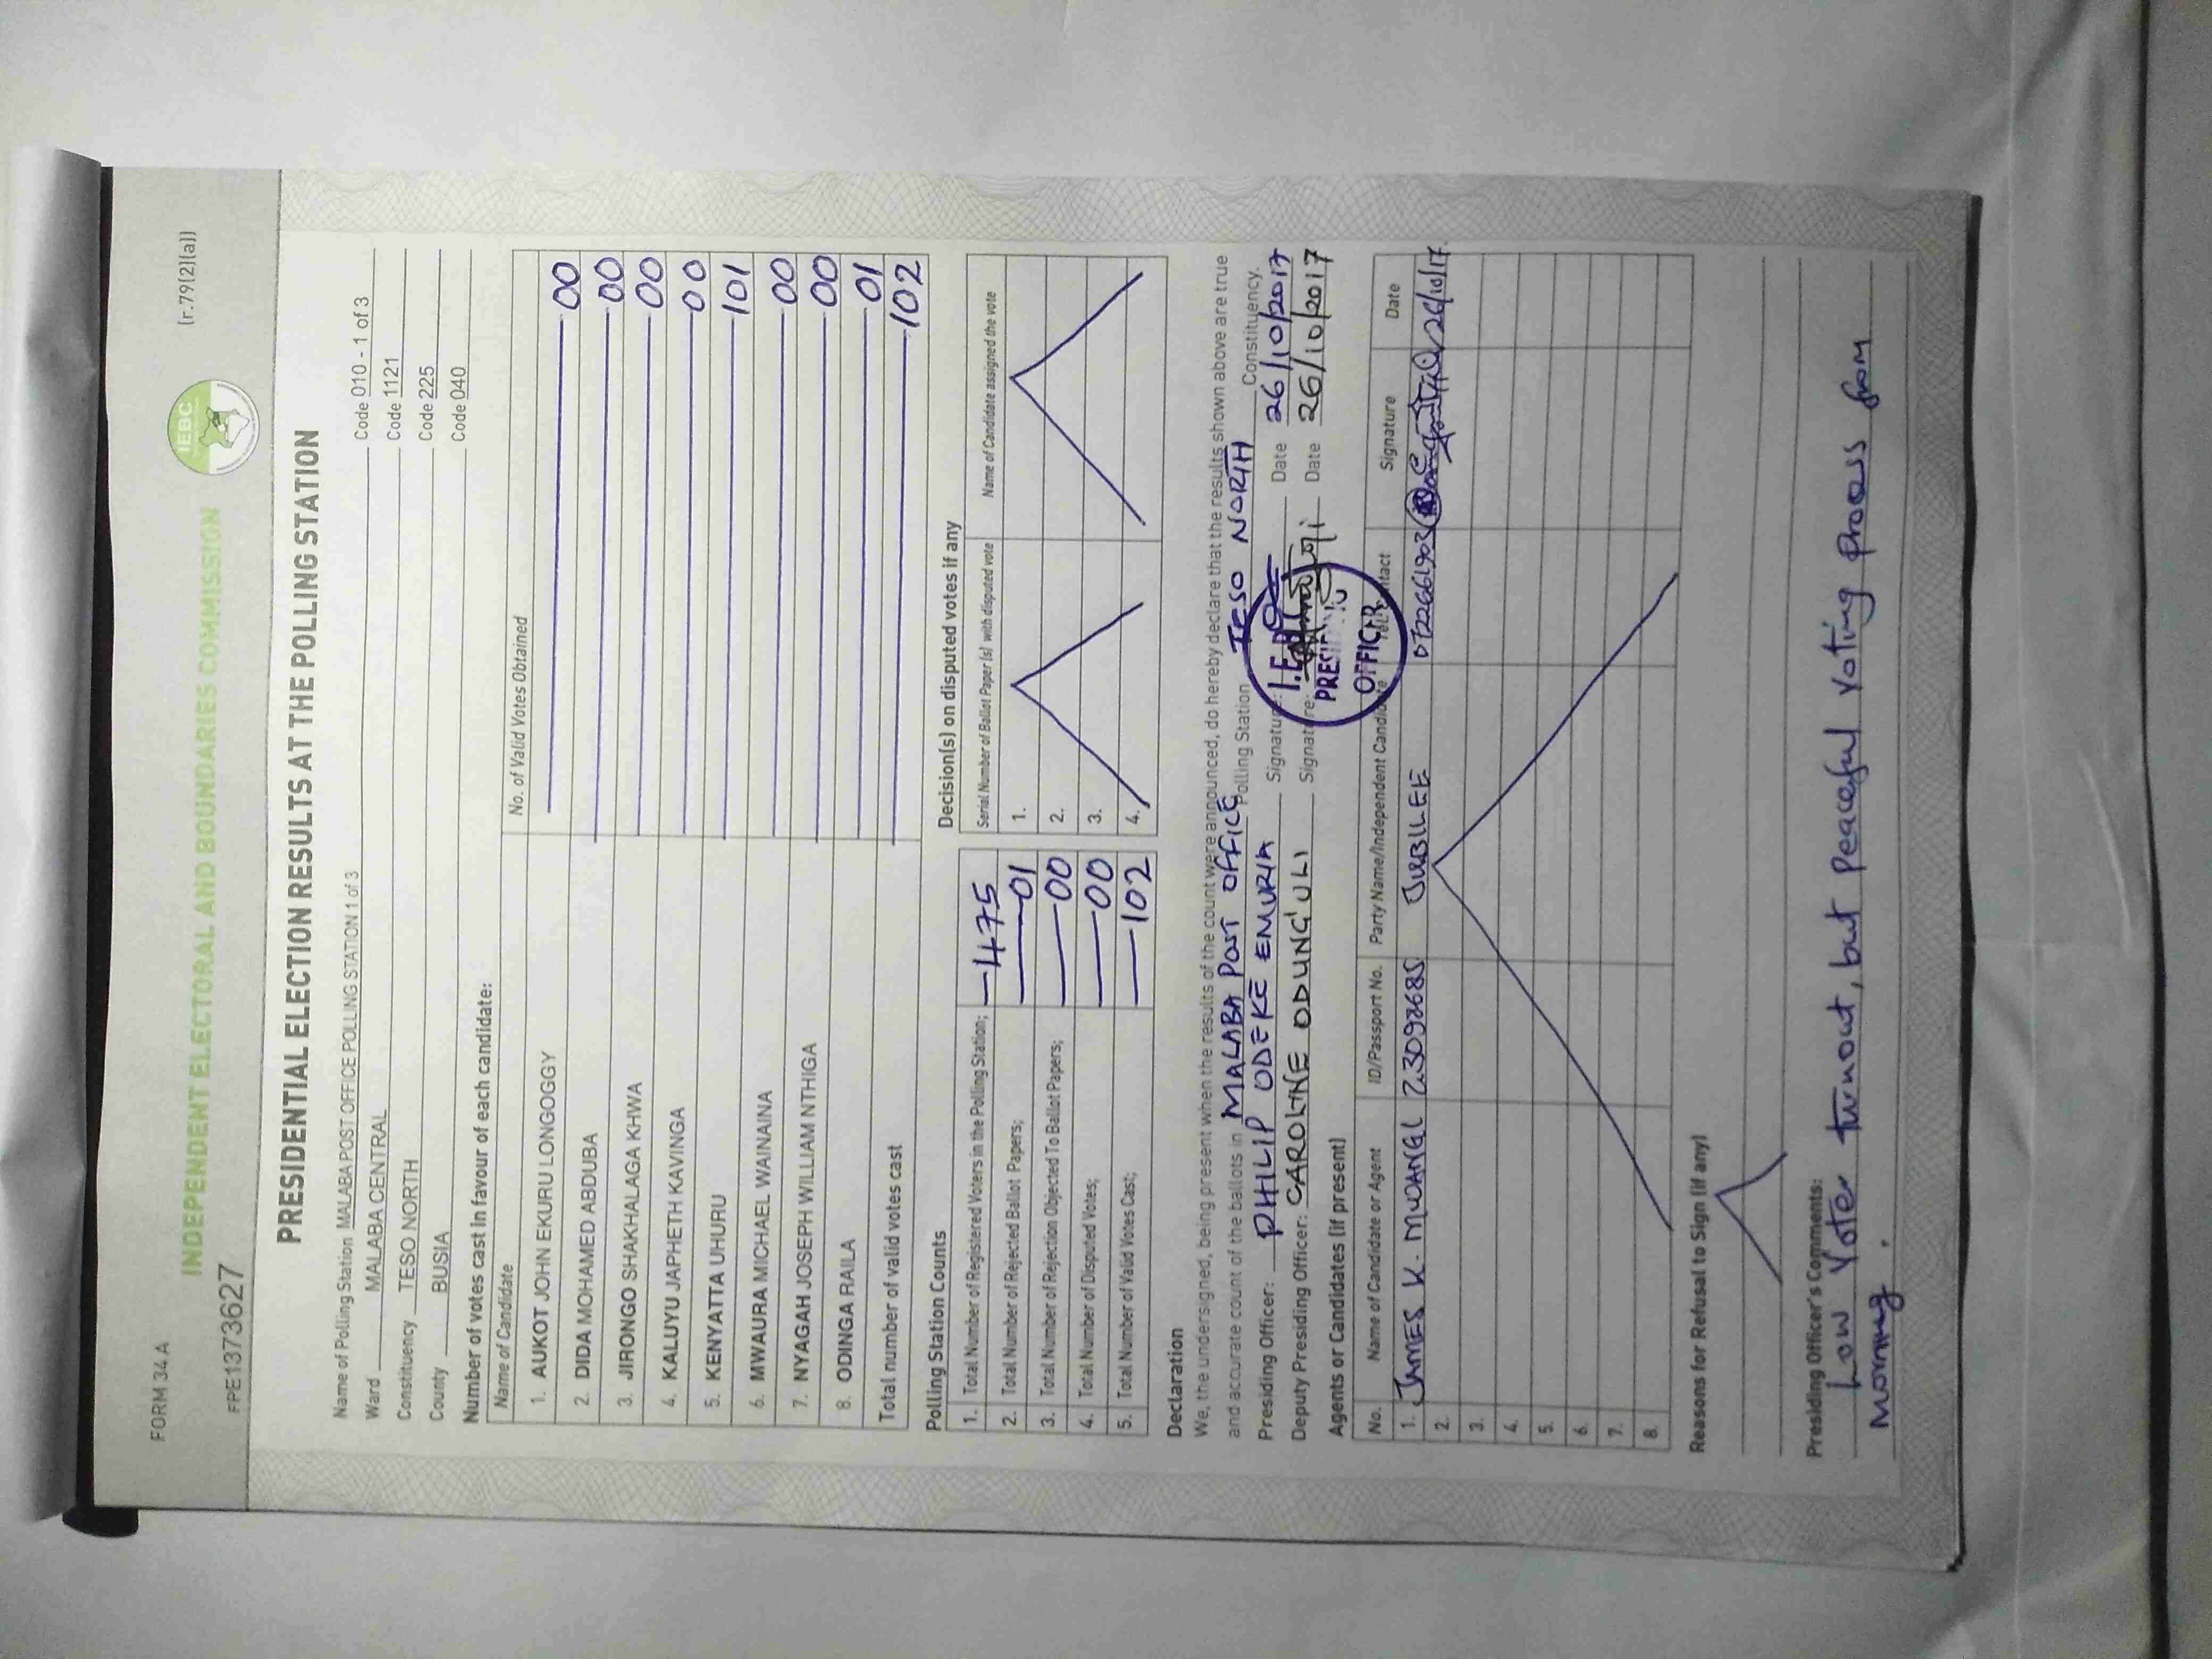 FORM 34 A
(r.79(2)(a))
INDEPENDENT ELECTORAL AND BOUNDARIES COMMISSION
IEBC
FPE1373627
PRESIDENTIAL ELECTION RESULTS AT THE POLLING STATION
Name of Polling Station MALABA POST OFFICE POLLING STATION 1 of 3 Code 010 - 1 of 3
Ward MALABA CENTRAL Code 1121
Constituency TESO NORTH Code 225
County BUSIA Code 040
Number of votes cast in favour of each candidate:
Name of Candidate No. of Valid Votes Obtained
1. AUKOT JOHN EKURU LONGOGGY 00
2. DIDA MOHAMED ABDUBA 00
3. JIRONGO SHAKHALAGA KHWA 00
4. KALUYU JAPHETH KAVINGA 00
5. KENYATTA UHURU 101
6. MWAURA MICHAEL WAINAINA 00
7. NYAGAH JOSEPH WILLIAM NTHIGA 00
8. ODINGA RAILA 01
Total number of valid votes cast 102
Polling Station Counts
1. Total Number of Registered Voters in the Polling Station; 475
2. Total Number of Rejected Ballot Papers; 01
3. Total Number of Rejection Objected To Ballot Papers; 00
4. Total Number of Disputed Votes; 00
5. Total Number of Valid Votes Cast; 102
Decision(s) on disputed votes if any
Serial Number of Ballot Paper (s) with disputed vote Name of Candidate assigned the vote
1.
2.
3.
4.
Declaration
We, the undersigned, being present when the results of the count were announced, do hereby declare that the results shown above are true
and accurate count of the ballots in MALABA POST OFFICE Polling Station TESO NORTH Constituency.
Presiding Officer: PHILIP ODEKE EMURIA Signature: Date 26/10/2017
Deputy Presiding Officer: CAROLINE ODUNG'ULI Signature: Date 26/10/2017
PRESIDING
OFFICER
Agents or Candidates (if present)
No. Name of Candidate or Agent ID/Passport No. Party Name/Independent Candidate Tel. Contact Signature Date
1. JAMES K. MWANGI 23092685 JUBILEE 0722661903 26/10/17
2.
3.
4.
5.
6.
7.
8.
Reasons for Refusal to Sign (if any)
Presiding Officer's Comments:
Low Voter turnout, but peaceful voting process from
morning.